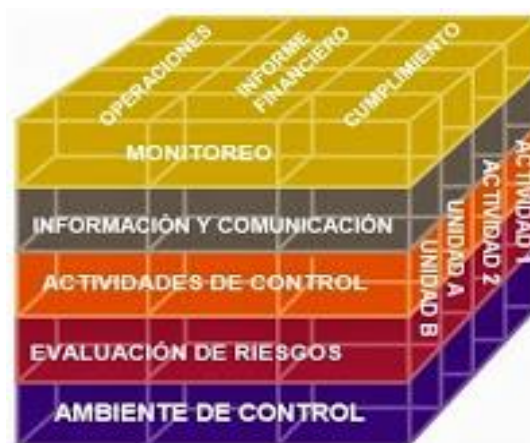 OPERACIONES
INFORME
FINANCIERO
CUMPLIMIENTO
MONITOREO
INFORMACIÓN Y COMUNICACIÓN
ACTIVIDADES DE CONTROL
EVALUACIÓN DE RIESGOS
AMBIENTE DE CONTROL
UNIDAD B
UNIDAD A
ACTIVIDAD 2
ACTIVIDAD 1